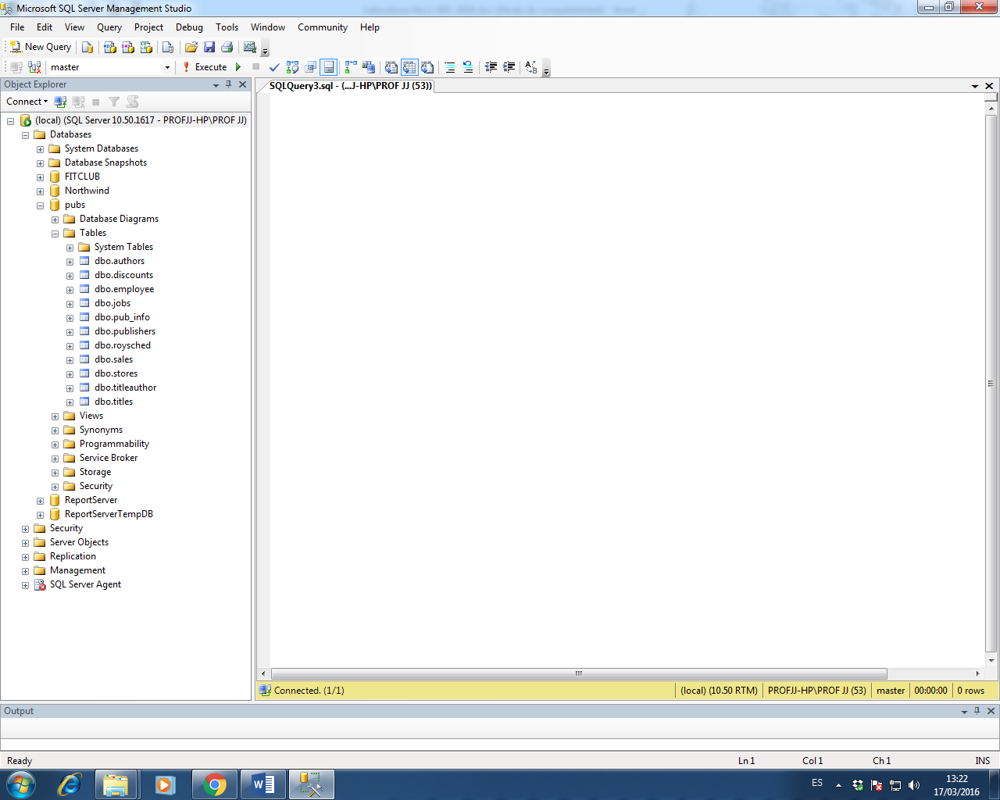 Microsoft SQL Server Management Studio
File Edit View Query Project Debug Tools Window Community Help
New Query
master Execute
Object Explorer
Connect
(local) (SQL Server 10.50.1617 - PROFJJ-HP\PROF JJ)
Databases
System Databases
Database Snapshots
FITCLUB
Northwind
pubs
Database Diagrams
Tables
System Tables
dbo.authors
dbo.discounts
dbo.employee
dbo.jobs
dbo.pub_info
dbo.publishers
dbo.roysched
dbo.sales
dbo.stores
dbo.titleauthor
dbo.titles
Views
Synonyms
Programmability
Service Broker
Storage
Security
ReportServer
ReportServerTempDB
Security
Server Objects
Replication
Management
SQL Server Agent
SQLQuery3.sql - (...J-HP\PROF JJ (53))
Connected. (1/1) (local) (10.50 RTM) PROFJJ-HP\PROF JJ (53) master 00:00:00 0 rows
Output
Ready Ln 1 Col 1 Ch 1 INS
ES 13:22
17/03/2016